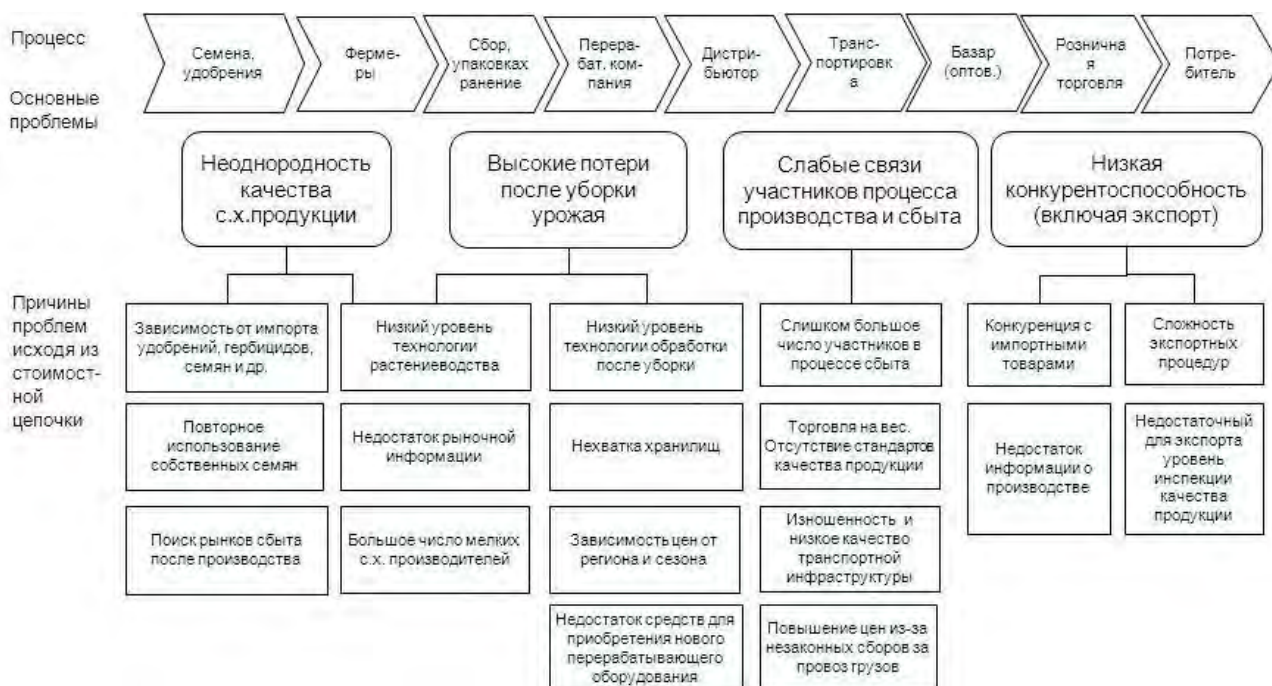 Процесс
Семена,
удобрения
Ферме-
ры
Сбор,
упаковках
ранение
Перера-
бат. ком-
пания
Дистри-
бьютор
Транс-
портировк
а
Базар
(оптов.)
Рознична
я
торговля
Потре-
битель
Основные
проблемы
Неоднородность
качества
с.х.продукции
Высокие потери
после уборки
урожая
Слабые связи
участников процесса
производства и сбыта
Низкая
конкурентоспособность
(включая экспорт)
Причины
проблем
исходя из
стоимост-
ной
цепочки
Зависимость от импорта
удобрений, гербицидов,
семян и др.
Низкий уровень
технологии
растениеводства
Низкий уровень
технологии обработки
после уборки
Слишком большое
число участников в
процессе сбыта
Конкуренция с
импортными
товарами
Сложность
экспортных
процедур
Повторное
использование
собственных семян
Недостаток рыночной
информации
Нехватка хранилищ
Торговля на вес.
Отсутствие стандартов
качества продукции
Недостаток
информации о
производстве
Недостаточный
для экспорта
уровень
инспекции
качества
продукции
Поиск рынков сбыта
после производства
Большое число мелких
с.х. производителей
Зависимость цен от
региона и сезона
Изношенность и
низкое качество
транспортной
инфраструктуры
Недостаток средств для
приобретения нового
перерабатывающего
оборудования
Повышение цен из-за
незаконных сборов за
провоз грузов